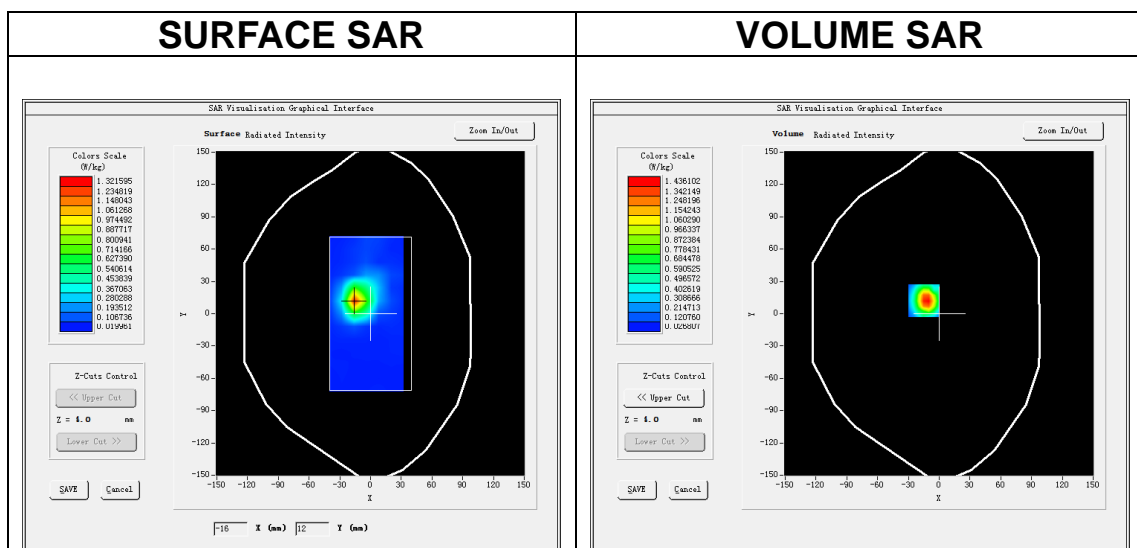 SURFACE SAR
VOLUME SAR
SAR Visualisation Graphical Interface
Surface Radiated Intensity
Zoom In/Out
Colors Scale
(W/kg)
1.321595
1.234819
1.148043
1.061268
0.974492
0.887717
0.800941
0.714166
0.627390
0.540614
0.453839
0.367063
0.280288
0.193512
0.106736
0.019961
150
120
90
60
30
0
-30
-60
-90
-120
-150
Y
-150 -120 -90 -60 -30 0 30 60 90 120 150
X
Z-Cuts Control
<< Upper Cut
Z = 4.0 mm
Lower Cut >>
SAVE Cancel
-16 X (mm) 12 Y (mm)
SAR Visualisation Graphical Interface
Volume Radiated Intensity
Zoom In/Out
Colors Scale
(W/kg)
1.436102
1.342149
1.248196
1.154243
1.060290
0.966337
0.872384
0.778431
0.684478
0.590525
0.496572
0.402619
0.308666
0.214713
0.120760
0.026807
150
120
90
60
30
0
-30
-60
-90
-120
-150
Y
-150 -120 -90 -60 -30 0 30 60 90 120 150
X
Z-Cuts Control
<< Upper Cut
Z = 4.0 mm
Lower Cut >>
SAVE Cancel